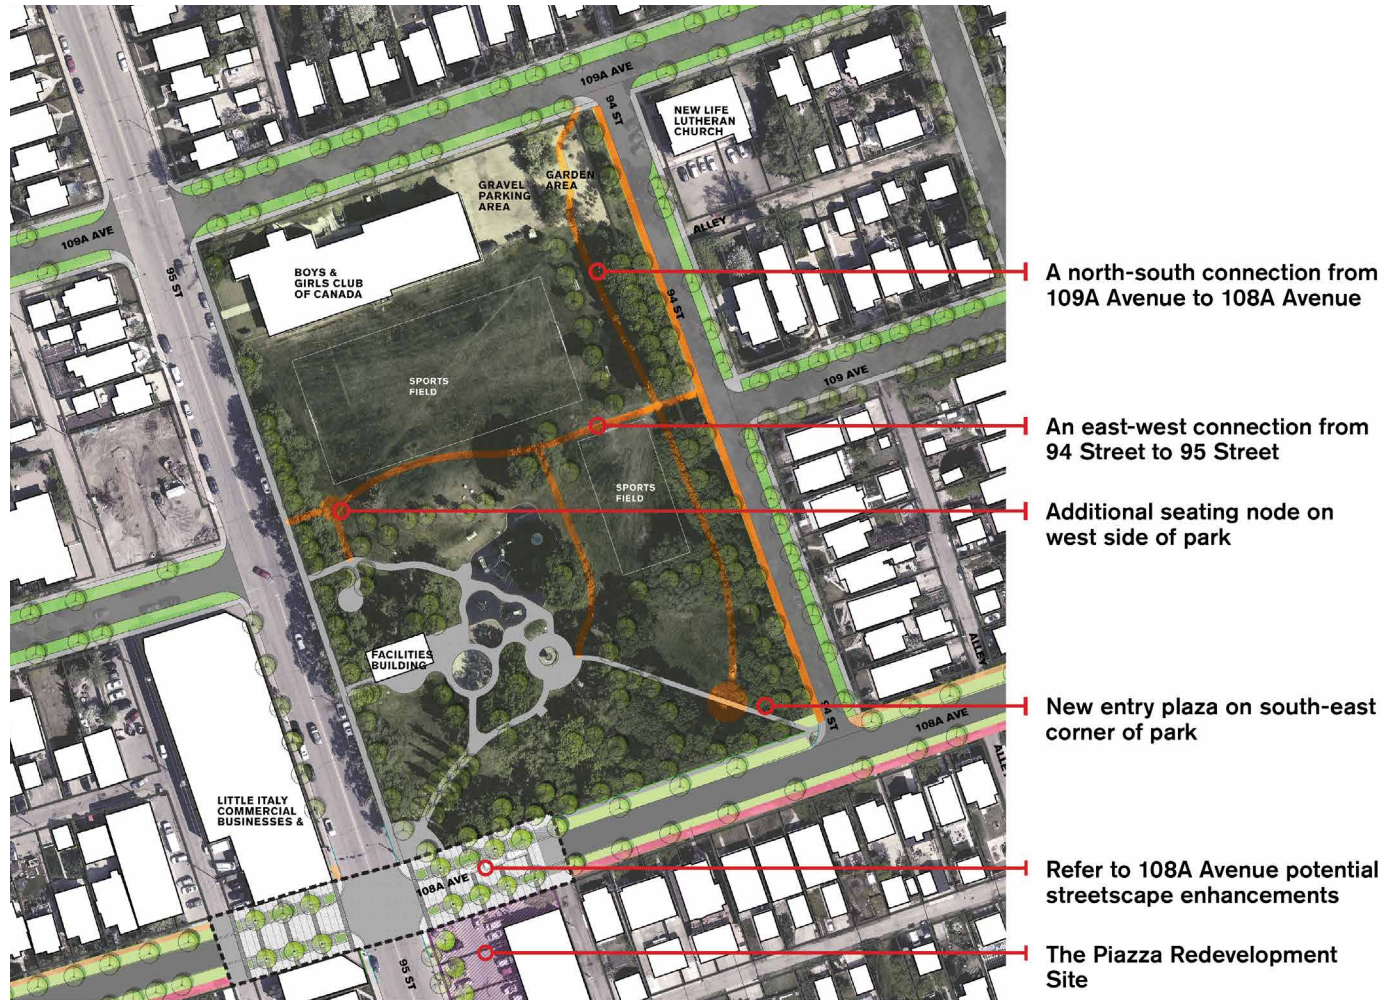 109A AVE
94 ST
NEW LIFE
LUTHERAN
CHURCH
GARDEN
AREA
GRAVEL
PARKING
AREA
ALLEY
109A AVE
95 ST
BOYS &
GIRLS CLUB
OF CANADA
94 ST
A north-south connection from
109A Avenue to 108A Avenue
SPORTS
FIELD
109 AVE
An east-west connection from
94 Street to 95 Street
SPORTS
FIELD
Additional seating node on
west side of park
FACILITIES
BUILDING
ALLEY
94 ST
108A AVE
New entry plaza on south-east
corner of park
ALLEY
LITTLE ITALY
COMMERCIAL
BUSINESSES &
108A AVE
Refer to 108A Avenue potential
streetscape enhancements
95 ST
The Piazza Redevelopment
Site